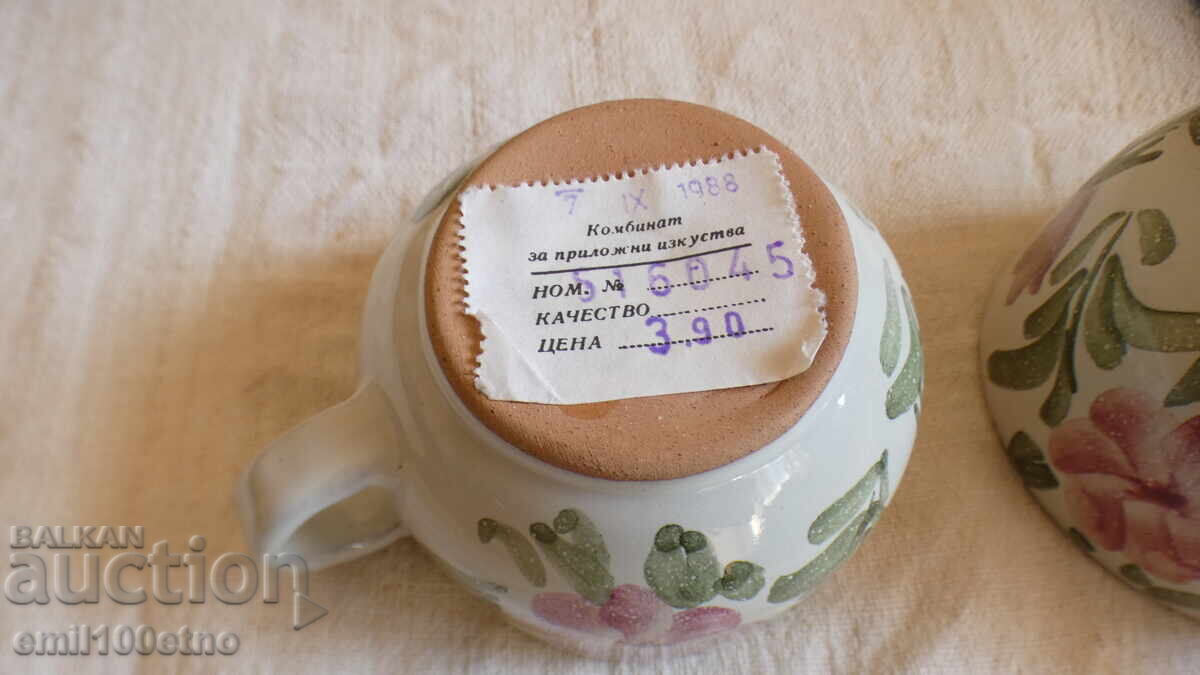 7 IX 1988
Комбинат
за приложни изкуства
НОМ. № 516045
КАЧЕСТВО
ЦЕНА 3.90
BALKAN
auction
emil100etno